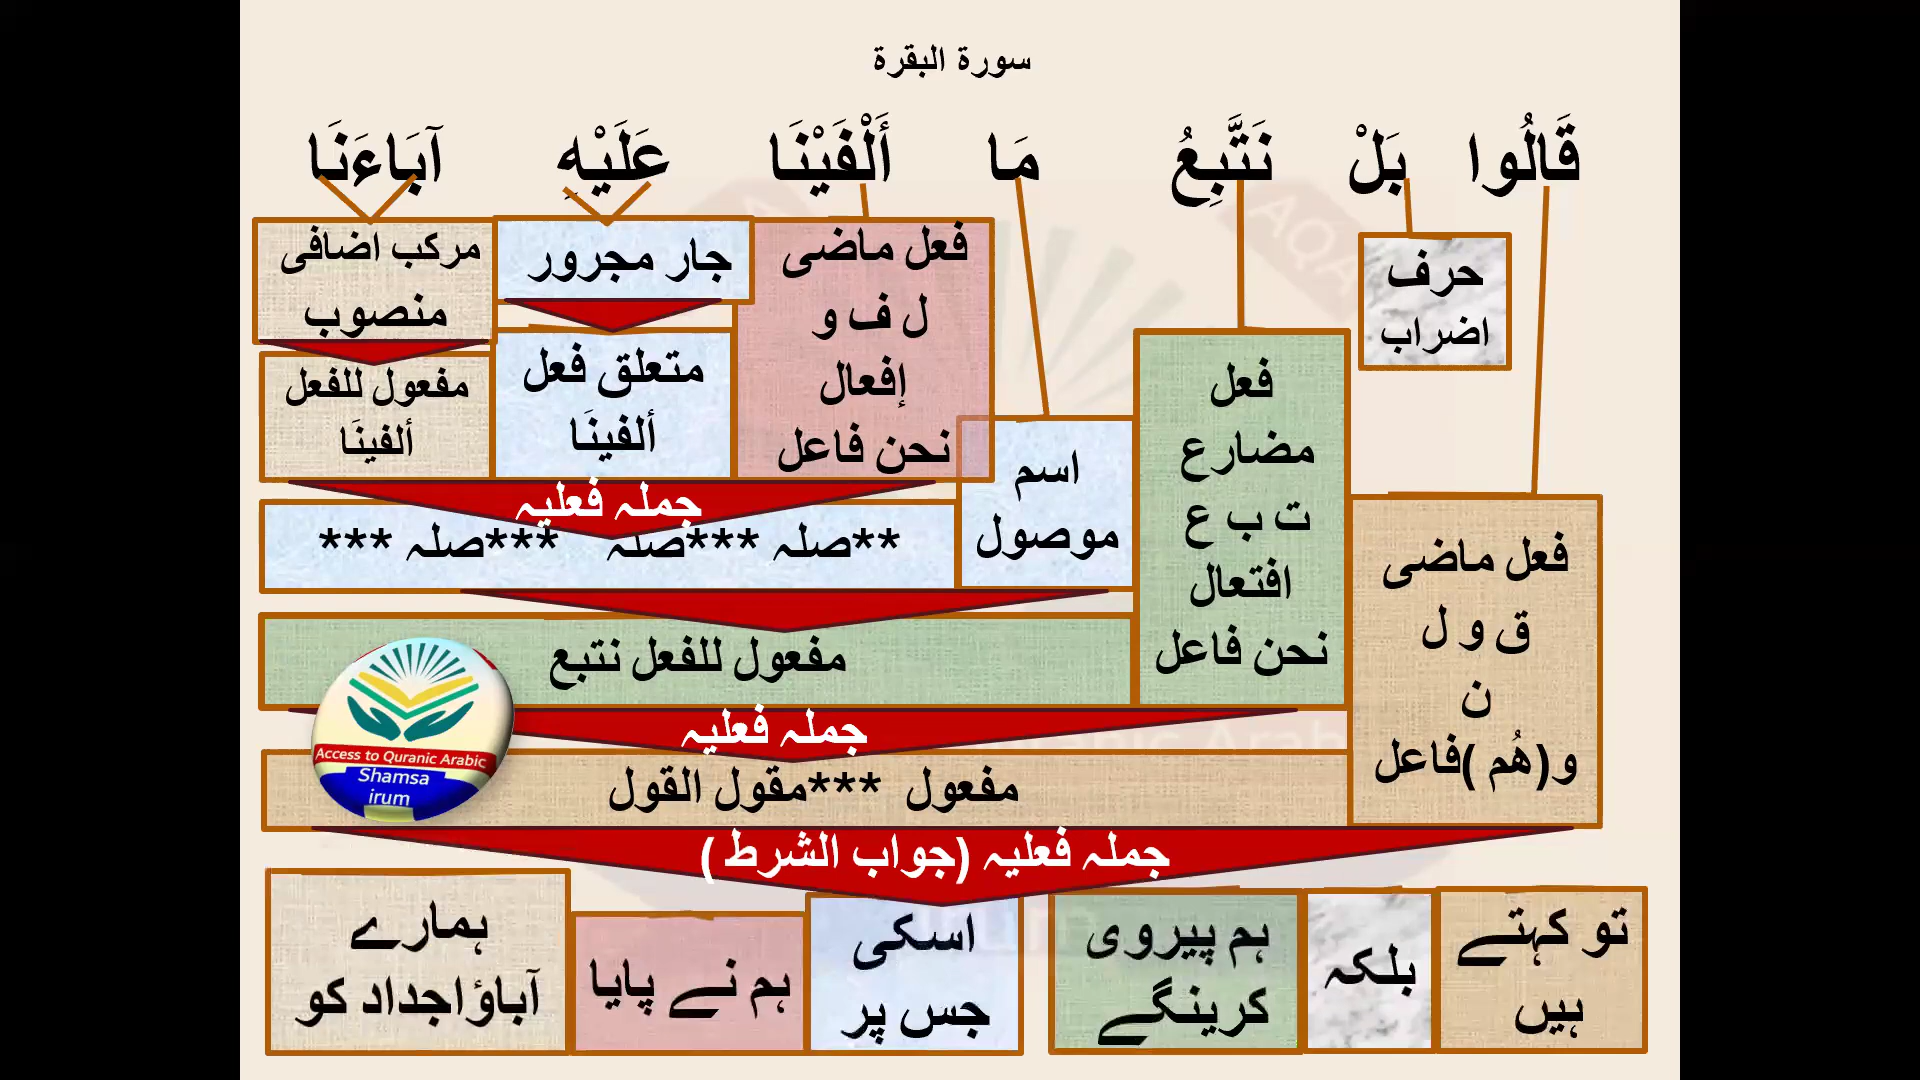 سورة البقرة
قَالُوا بَلْ نَتَّبِعُ مَا أَلْفَيْنَا عَلَيْهِ آبَاءَنَا
حرف
اضراب
فعل ماضی
ق و ل
ن
و(هُم )فاعل
فعل
مضارع
ت ب ع
افتعال
نحن فاعل
اسم
موصول
فعل ماضی
ل ف و
إفعال
نحن فاعل
جار مجرور
متعلق فعل
ألفينَا
مرکب اضافی
منصوب
مفعول للفعل
ألفينَا
جملہ فعلیہ
**صلہ ***صلہ ***صلہ ***
مفعول للفعل نتبع
جملہ فعلیہ
مفعول ***مقول القول
جملہ فعلیہ (جواب الشرط )
Access to Quranic Arabic
Shamsa
irum
تو کہتے
ہیں
بلکہ
ہم پیروی
کرینگے
اسکی
جس پر
ہم نے پایا
ہمارے
آباؤاجداد کو